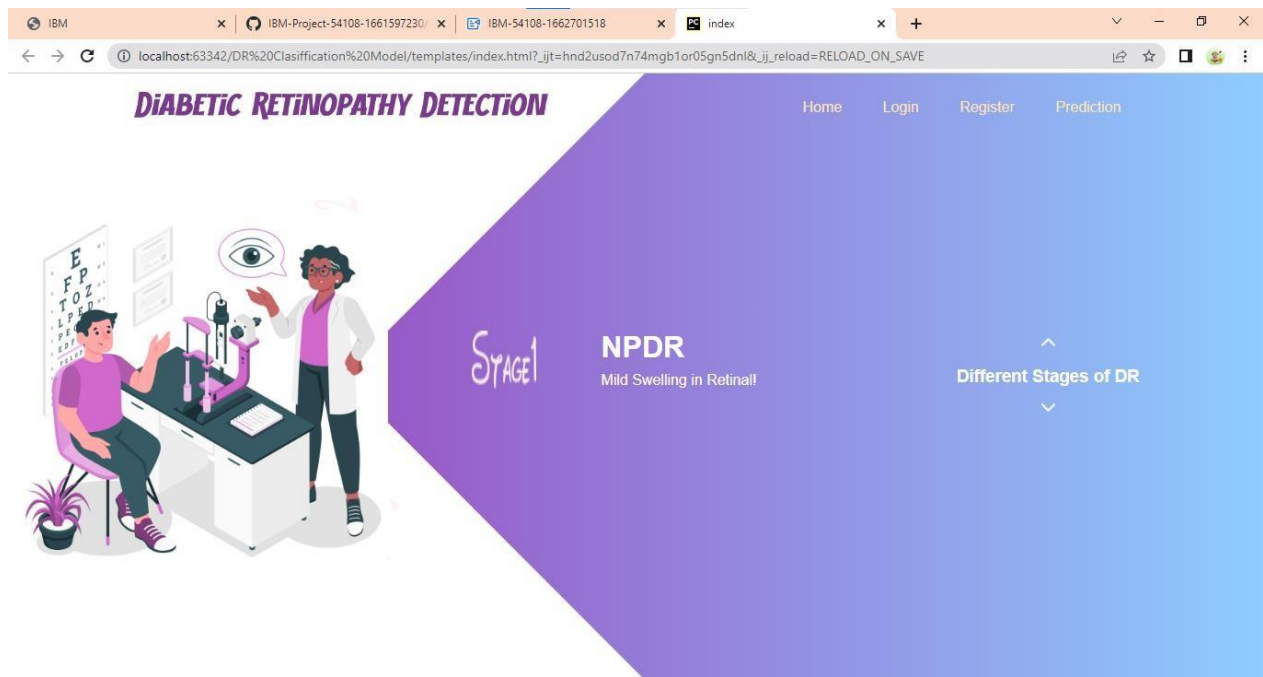 IBM
IBM-Project-54108-1661597230/
IBM-54108-1662701518
index
localhost:63342/DR%20Clasiffication%20Model/templates/index.html?_ijt=hnd2usod7n74mgb1or05gn5dnl&_ij_reload=RELOAD_ON_SAVE
DiABETiC RETiNOPATHY DETECTiON
Home Login Register Prediction
E
F P
T O Z
L P E D
STAGE1
NPDR
Mild Swelling in Retinal!
Different Stages of DR